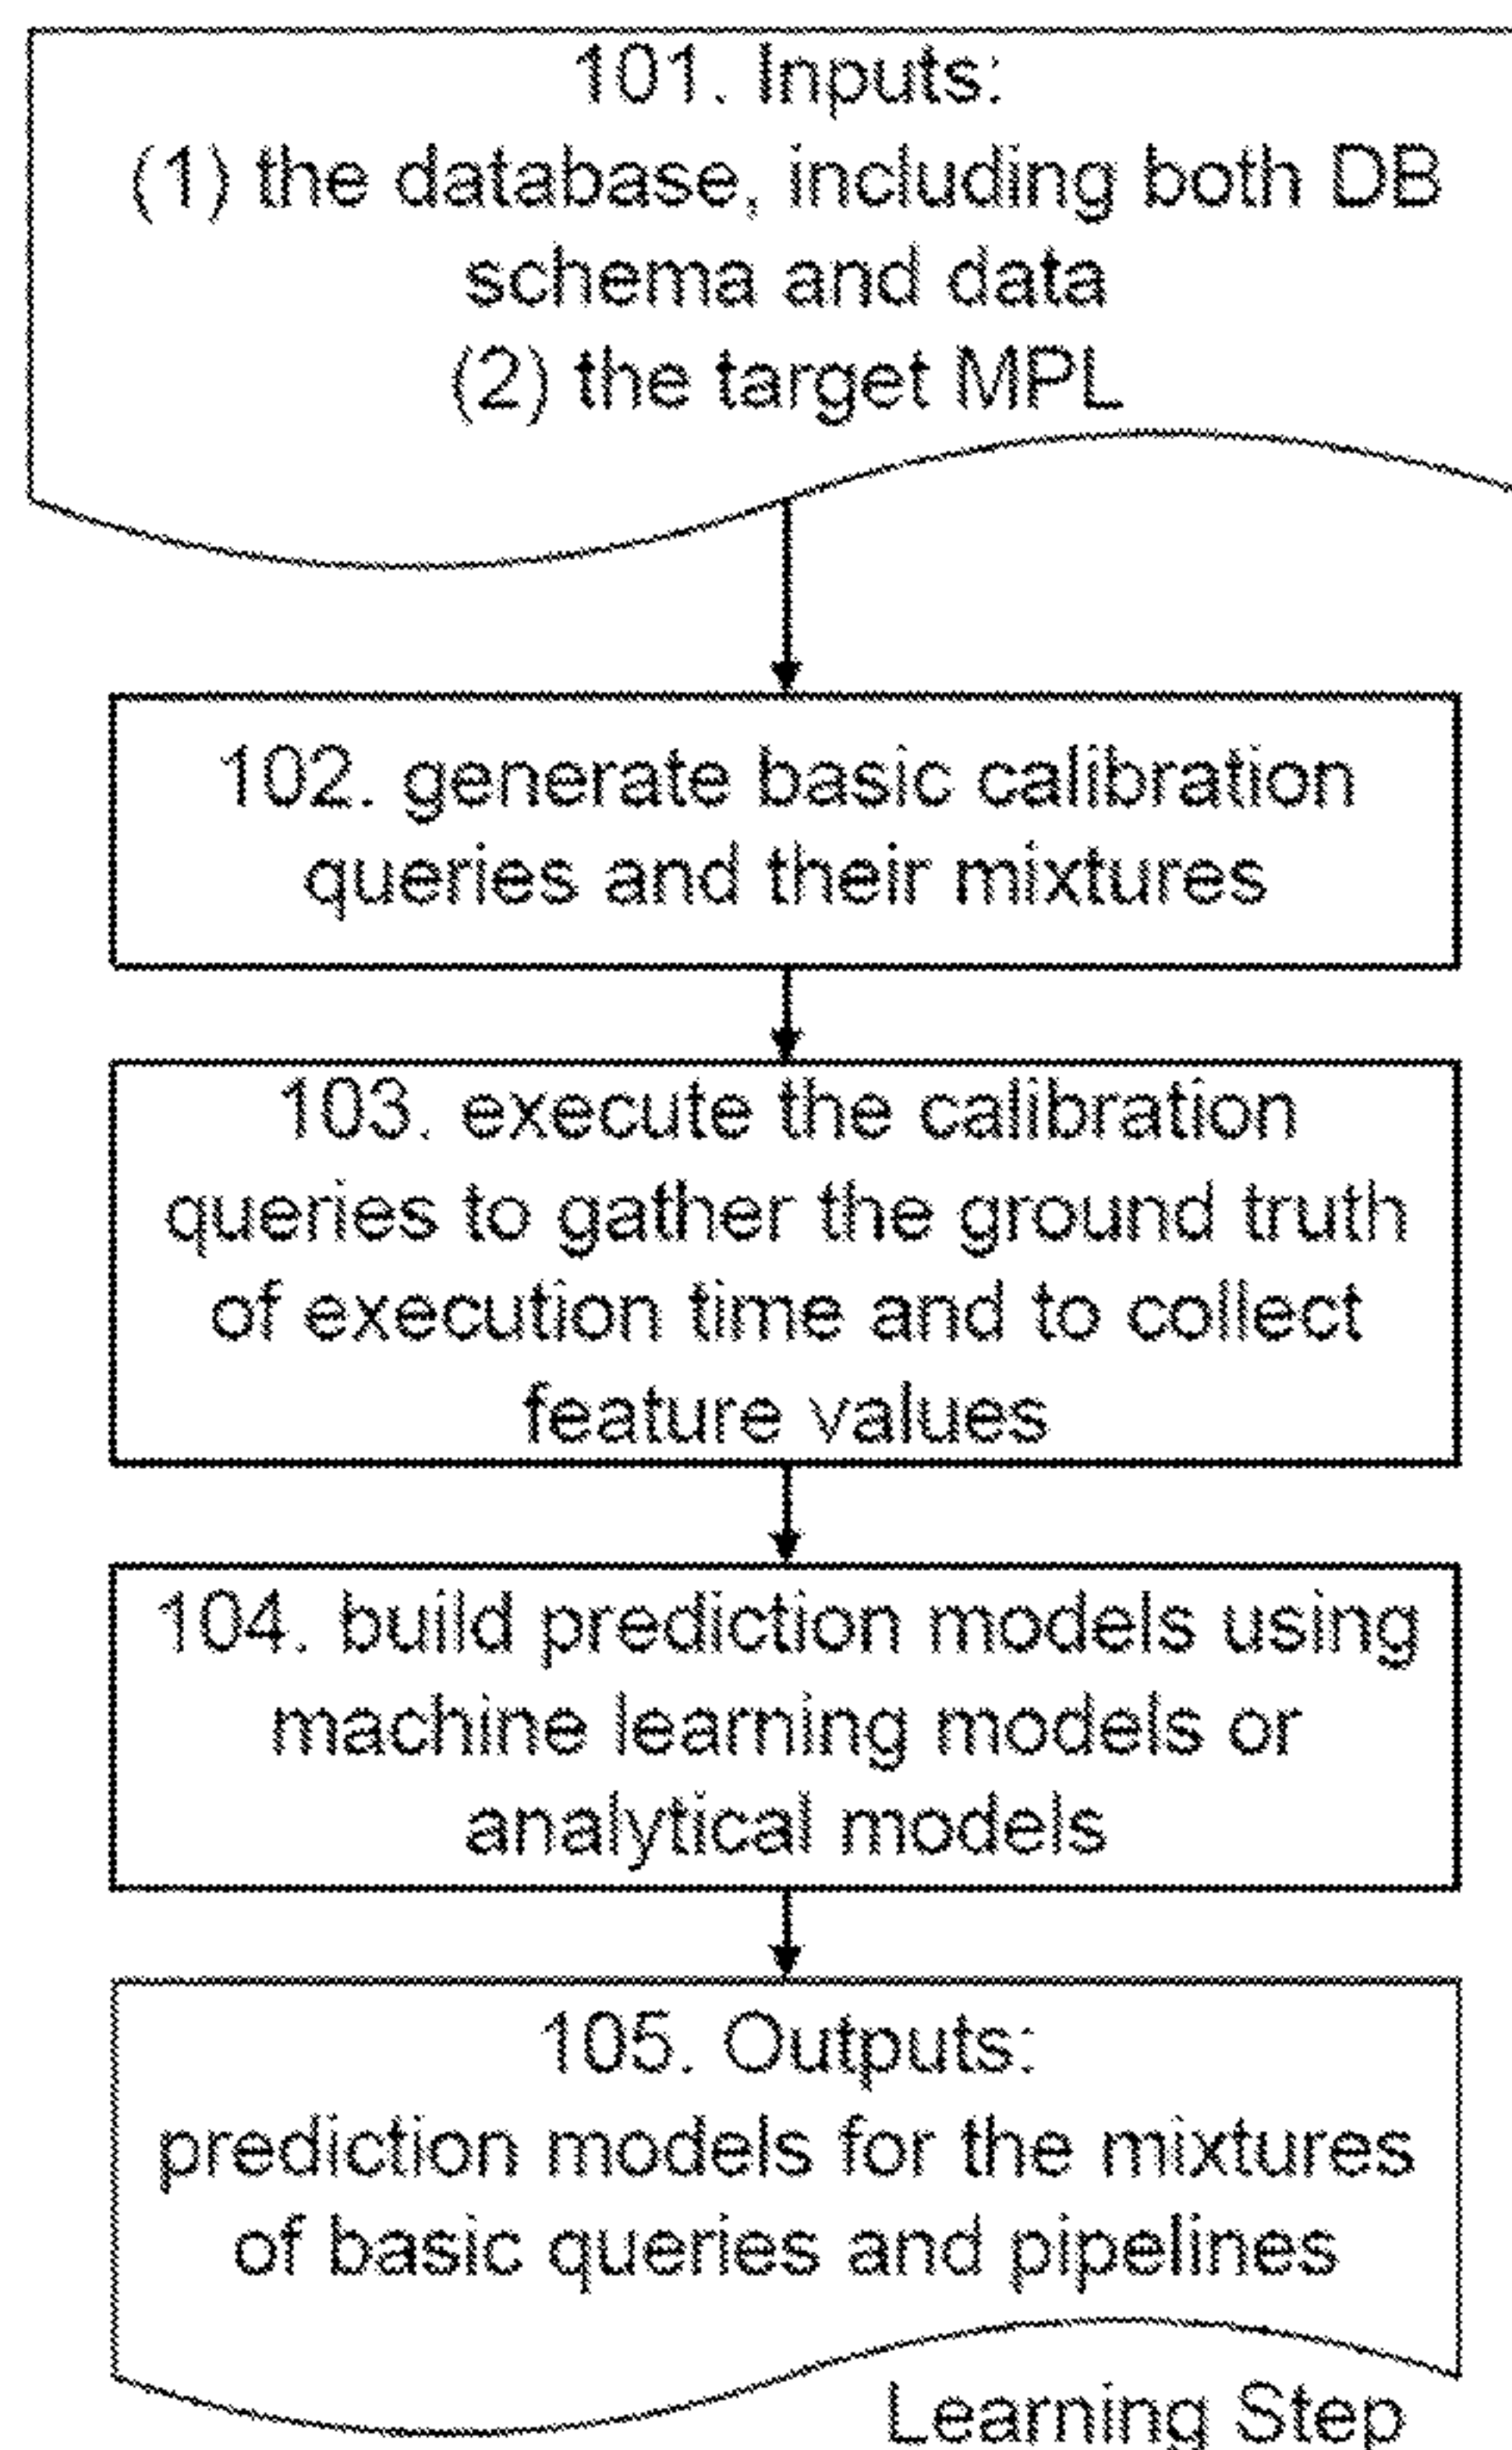 101. Inputs:
(1) the database, including both DB
schema and data
(2) the target MPL
102. generate basic calibration
queries and their mixtures
103. execute the calibration
queries to gather the ground truth
of execution time and to collect
feature values
104. build prediction models using
machine learning models or
analytical models
105. Outputs:
prediction models for the mixtures
of basic queries and pipelines
Learning Step